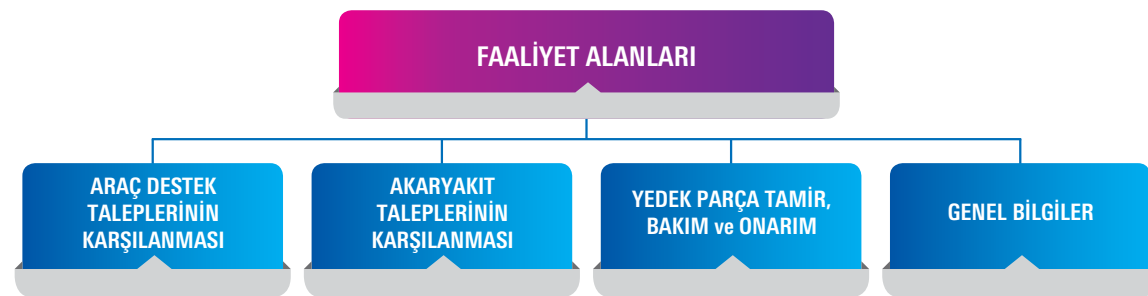 FAALİYET ALANLARI
ARAÇ DESTEK
TALEPLERİNİN
KARŞILANMASI
AKARYAKIT
TALEPLERİNİN
KARŞILANMASI
YEDEK PARÇA TAMİR,
BAKIM ve ONARIM
GENEL BİLGİLER